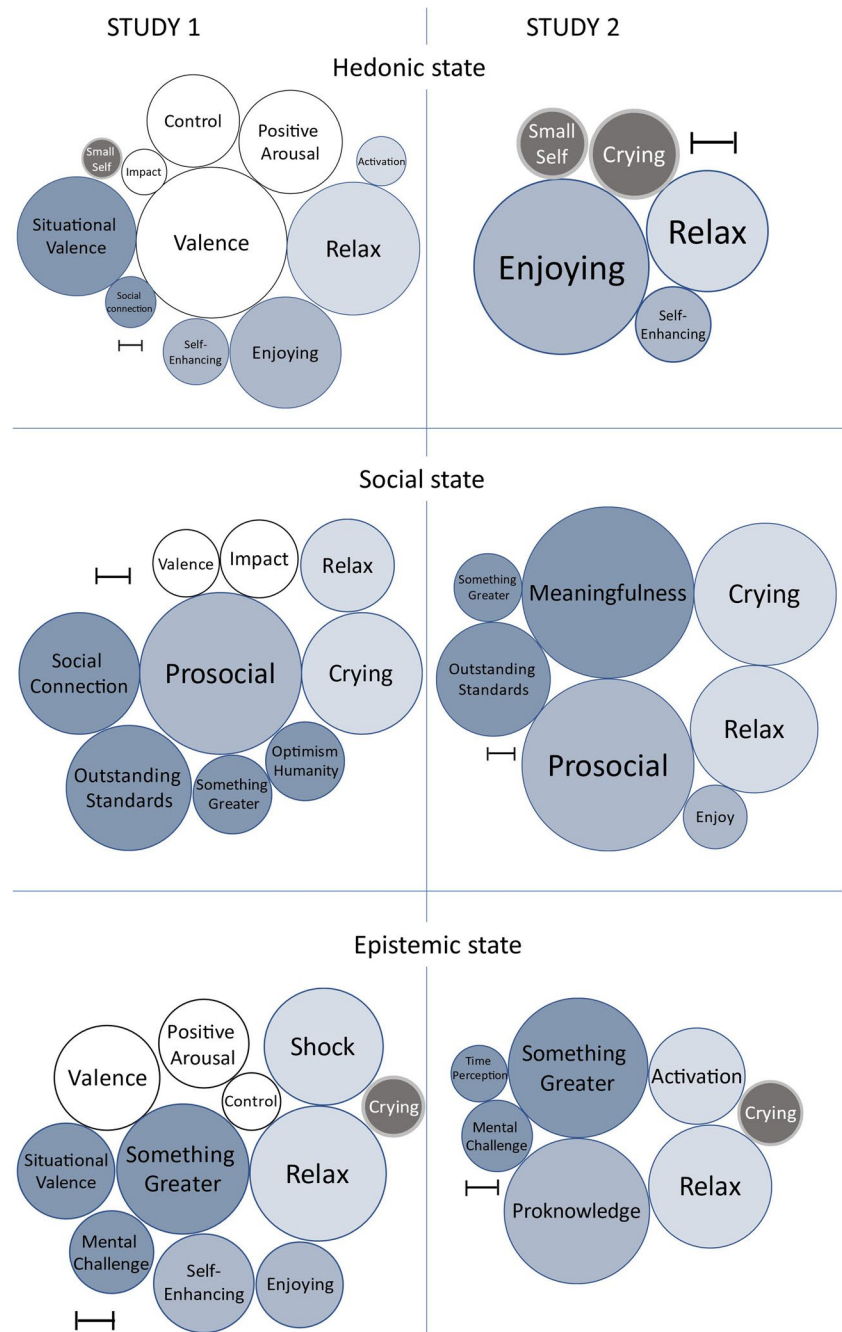 STUDY 1
STUDY 2
Hedonic state
Control
Positive
Arousal
Small
Self
Impact
Activation
Situational
Valence
Valence
Relax
Social
connection
Self-
Enhancing
Enjoying
Small
Self
Crying
Enjoying
Relax
Self-
Enhancing
Social state
Valence
Impact
Relax
Social
Connection
Prosocial
Crying
Outstanding
Standards
Something
Greater
Optimism
Humanity
Something
Greater
Meaningfulness
Crying
Outstanding
Standards
Prosocial
Relax
Enjoy
Epistemic state
Valence
Positive
Arousal
Shock
Control
Crying
Situational
Valence
Something
Greater
Relax
Mental
Challenge
Self-
Enhancing
Enjoying
Time
Perception
Something
Greater
Activation
Crying
Mental
Challenge
Proknowledge
Relax